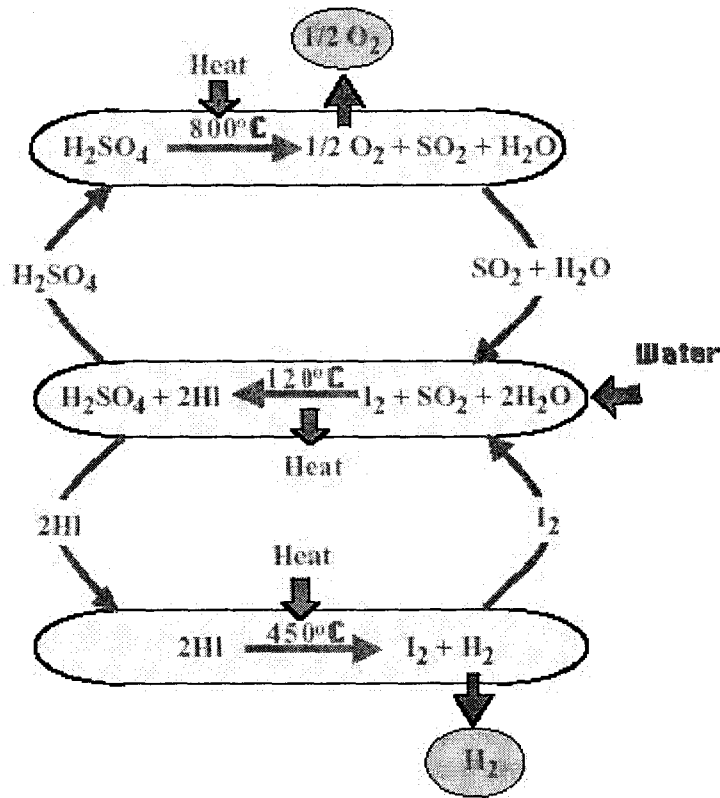 1/2 O₂
Heat
800°C
H₂SO₄ 1/2 O₂ + SO₂ + H₂O
H₂SO₄ SO₂ + H₂O
Water
120°C
H₂SO₄ + 2HI I₂ + SO₂ + 2H₂O
Heat
2HI I₂
Heat
450°C
2HI I₂ + H₂
H₂